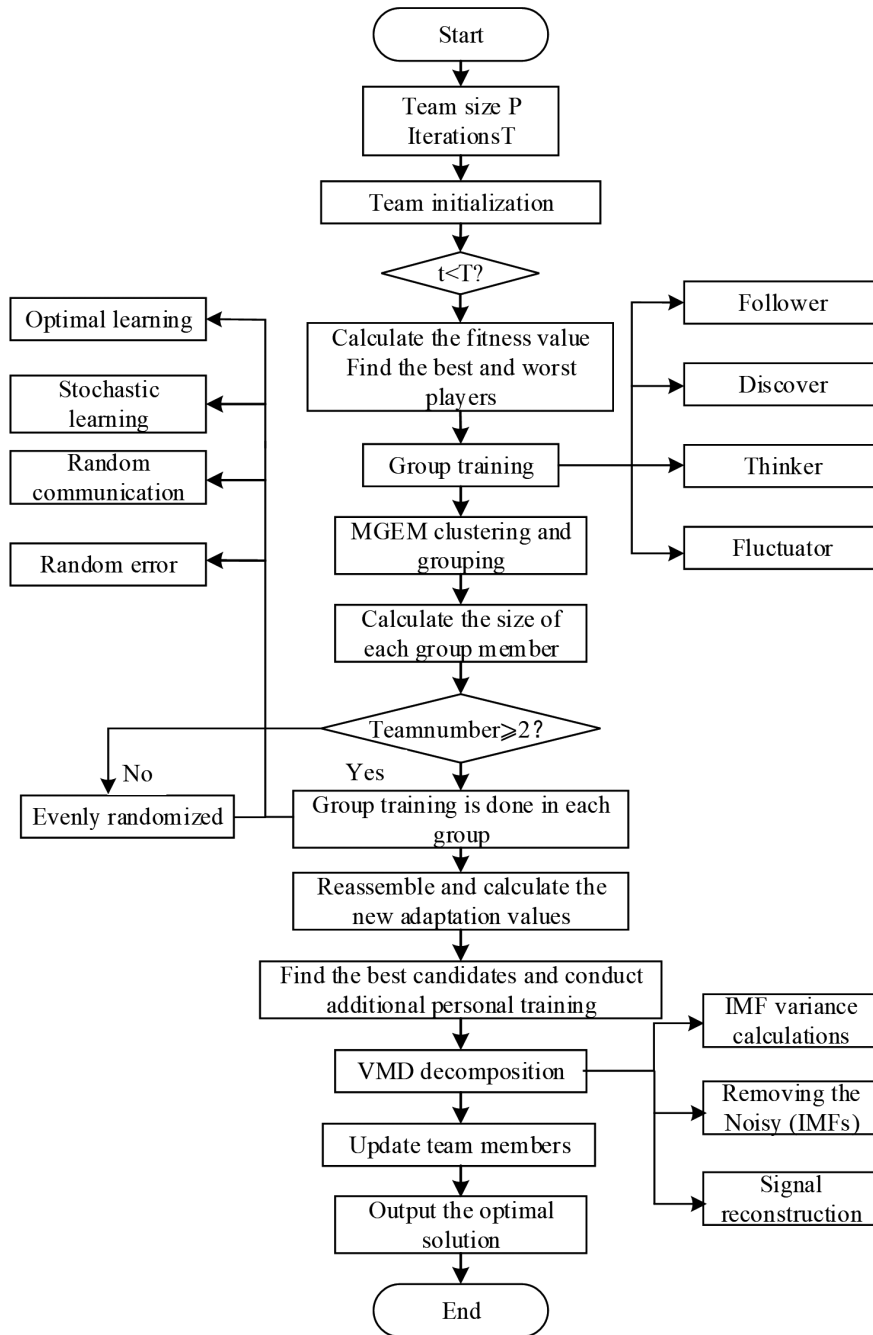 Start
Team size P
IterationsT
Team initialization
t<T?
Calculate the fitness value
Find the best and worst
players
Follower
Discover
Thinker
Fluctuator
Optimal learning
Stochastic
learning
Random
communication
Random error
Group training
MGEM clustering and
grouping
Calculate the size of
each group member
Teamnumber⩾2?
No
Yes
Evenly randomized
Group training is done in each
group
Reassemble and calculate the
new adaptation values
Find the best candidates and conduct
additional personal training
VMD decomposition
IMF variance
calculations
Removing the
Noisy (IMFs)
Signal
reconstruction
Update team members
Output the optimal
solution
End